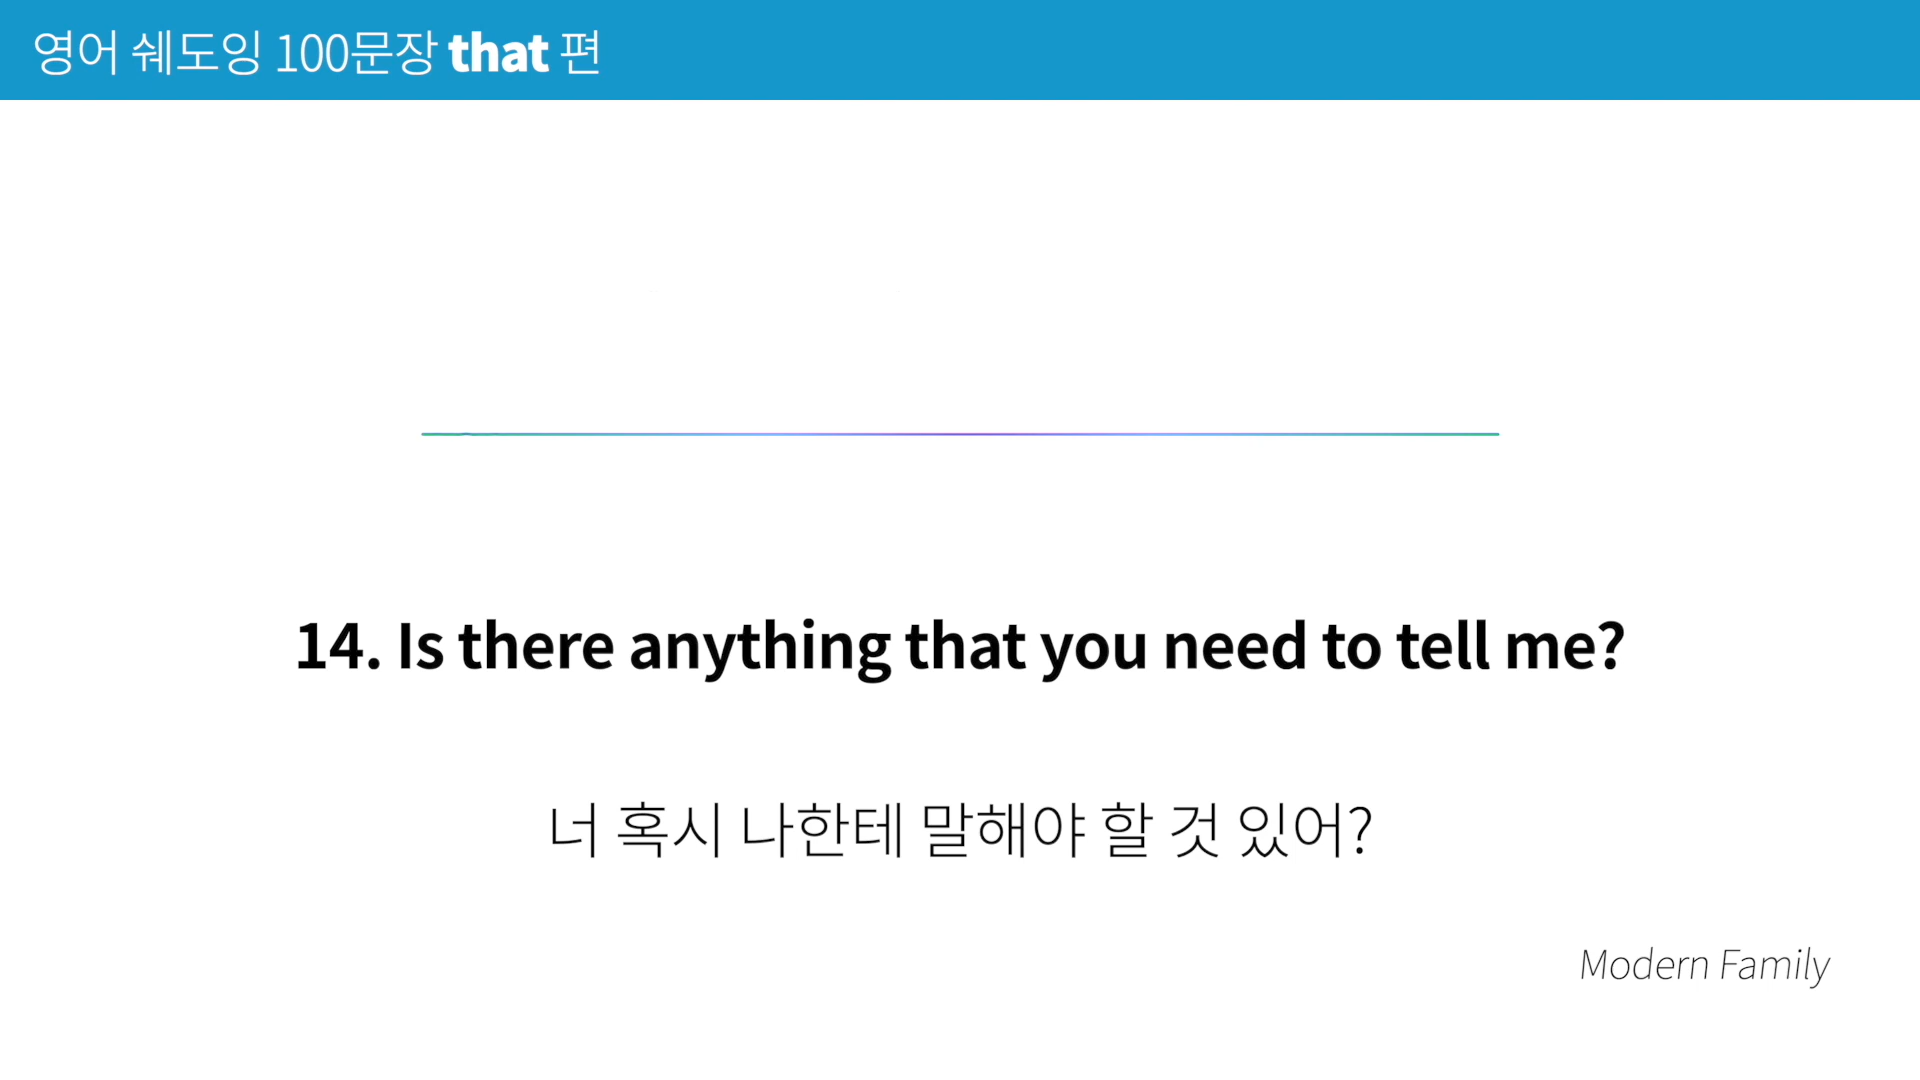 영어 쉐도잉 100문장 that 편
14. Is there anything that you need to tell me?
너 혹시 나한테 말해야 할 것 있어?
Modern Family